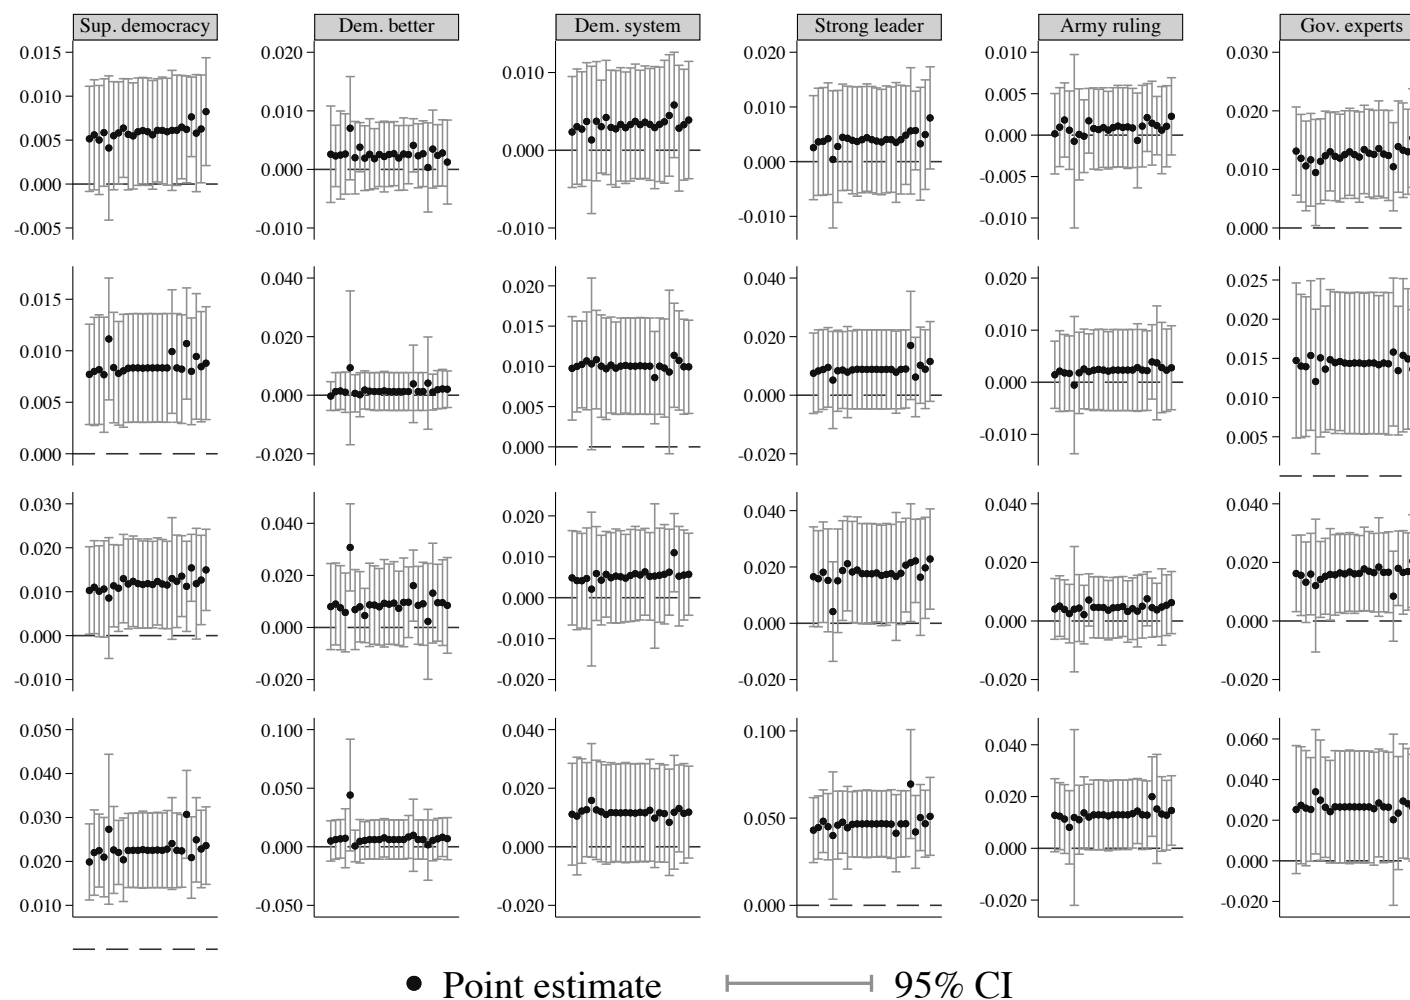 Sup. democracy Dem. better Dem. system Strong leader Army ruling Gov. experts
0.015 0.020 0.010 0.020 0.010 0.030
0.010 0.010 0.000 0.010 0.005 0.020
0.005 0.000 -0.010 0.000 0.000 0.010
0.000 -0.010 -0.010 -0.005 0.000
-0.005 -0.010
0.015 0.040 0.020 0.040 0.020 0.025
0.010 0.020 0.015 0.020 0.010 0.020
0.005 0.000 0.010 0.000 0.000 0.015
0.000 -0.020 0.005 -0.020 -0.010 0.010
0.000 0.005
0.030 0.040 0.020 0.040 0.040 0.040
0.020 0.020 0.010 0.020 0.020 0.020
0.010 0.000 0.000 0.000 0.000 0.000
0.000 -0.020 -0.010 -0.020 -0.020 -0.020
-0.010 -0.020
0.050 0.100 0.040 0.100 0.040 0.060
0.040 0.050 0.020 0.050 0.020 0.040
0.030 0.000 0.000 0.000 0.000 0.020
0.020 -0.050 -0.020 -0.020 0.000
0.010 -0.020
Point estimate 95% CI